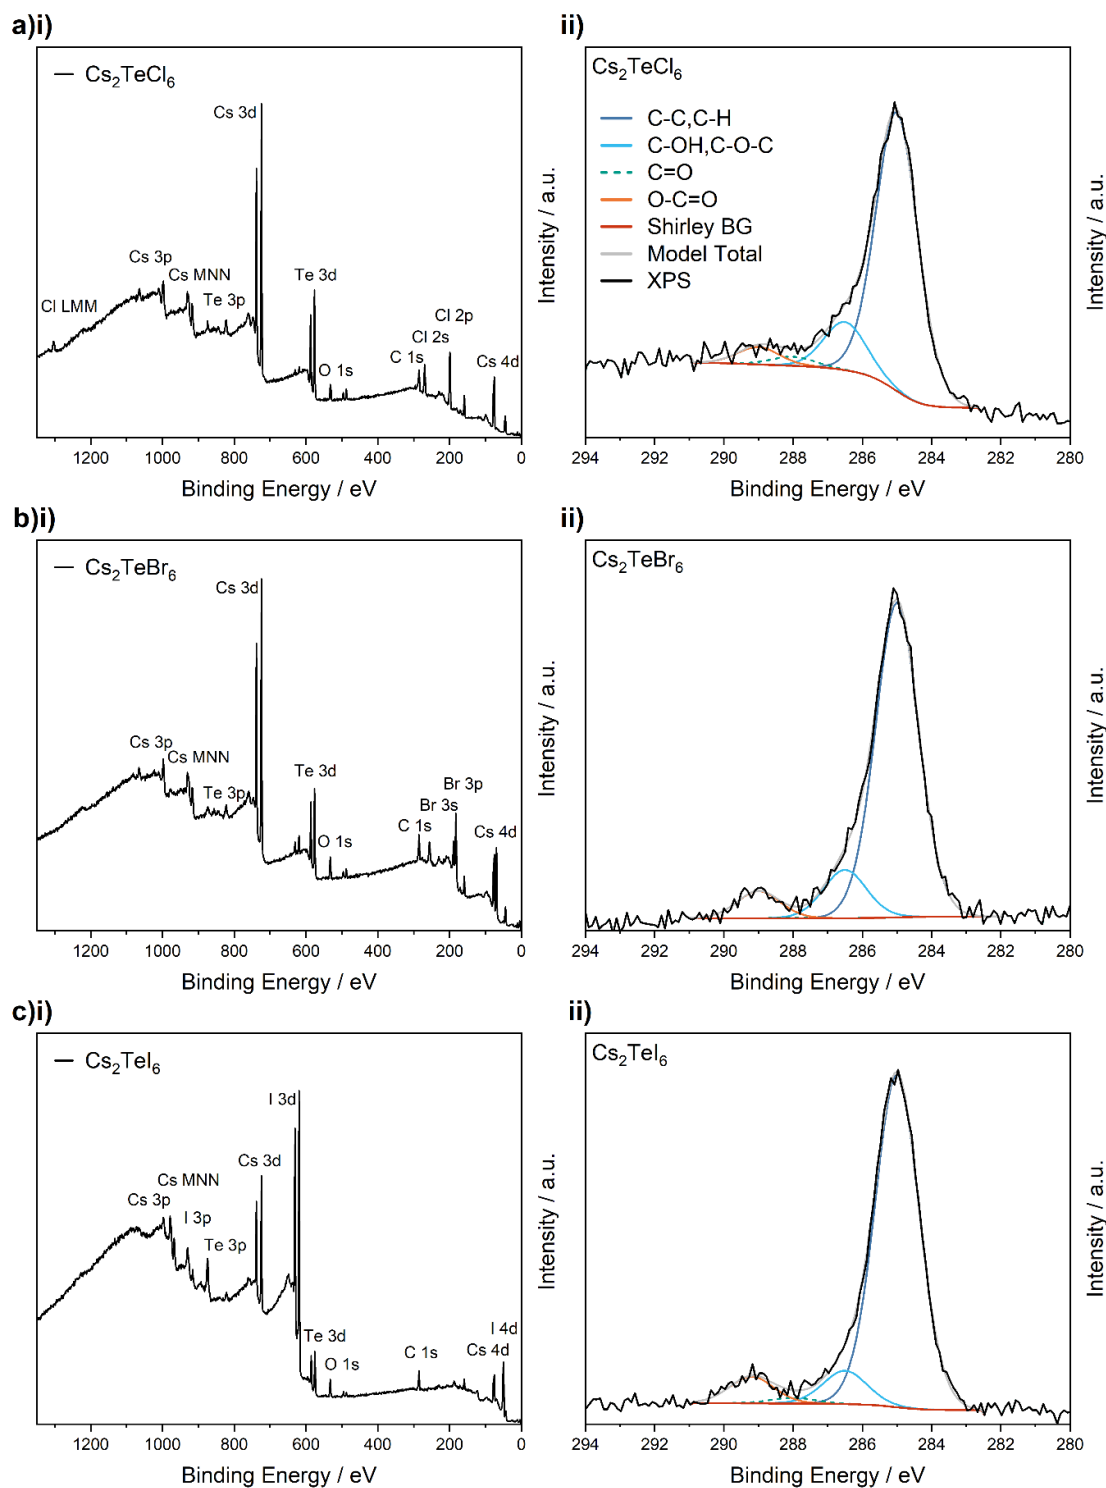 a)i)
ii)
Cs2TeCl6
Cs 3d
Cs 3p
Cs MNN
Te 3p
Cl LMM
Te 3d
O 1s
Cl 2p
Cl 2s
C 1s
Cs 4d
1200 1000 800 600 400 200 0
Binding Energy / eV
Intensity / a.u.
Cs2TeCl6
C-C,C-H
C-OH,C-O-C
C=O
O-C=O
Shirley BG
Model Total
XPS
294 292 290 288 286 284 282 280
Binding Energy / eV
Intensity / a.u.
b)i)
ii)
Cs2TeBr6
Cs 3d
Cs 3p
Cs MNN
Te 3p
Te 3d
O 1s
Br 3p
Br 3s
C 1s
Cs 4d
1200 1000 800 600 400 200 0
Binding Energy / eV
Intensity / a.u.
Cs2TeBr6
294 292 290 288 286 284 282 280
Binding Energy / eV
Intensity / a.u.
c)i)
ii)
Cs2TeI6
I 3d
Cs 3d
Cs MNN
Cs 3p
I 3p
Te 3p
Te 3d
O 1s
C 1s
I 4d
Cs 4d
1200 1000 800 600 400 200 0
Binding Energy / eV
Intensity / a.u.
Cs2TeI6
294 292 290 288 286 284 282 280
Binding Energy / eV
Intensity / a.u.